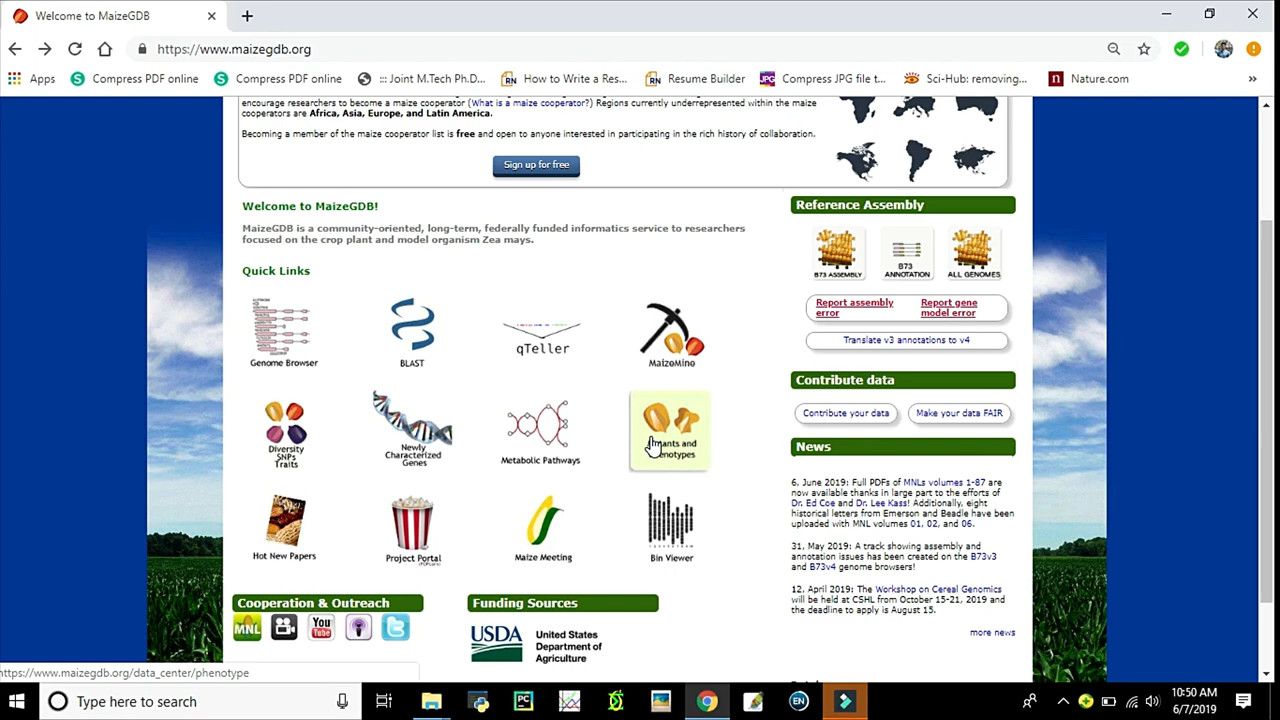 Welcome to MaizeGDB
https://www.maizegdb.org
Apps
Compress PDF online
Compress PDF online
::: Joint M.Tech Ph.D...
How to Write a Res...
Resume Builder
Compress JPG file t...
Sci-Hub: removing...
Nature.com
encourage researchers to become a maize cooperator (What is a maize cooperator?) Regions currently underrepresented within the maize
cooperators are Africa, Asia, Europe, and Latin America.
Becoming a member of the maize cooperator list is free and open to anyone interested in participating in the rich history of collaboration.
Sign up for free
Welcome to MaizeGDB!
MaizeGDB is a community-oriented, long-term, federally funded informatics service to researchers
focused on the crop plant and model organism Zea mays.
Quick Links
Genome Browser
BLAST
qTeller
MaizeMine
Diversity
SNPs
Traits
Newly
Characterized
Genes
Metabolic Pathways
and
Hot New Papers
Project Portal
Maize Meeting
Bin Viewer
Cooperation & Outreach
MNL
You
Tube
Funding Sources
USDA
United States
Department of
Agriculture
Reference Assembly
B73 ASSEMBLY
B73
ANNOTATION
ALL GENOMES
Report assembly
error
Report gene
model error
Translate v3 annotations to v4
Contribute data
Contribute your data
Make your data FAIR
News
6, June 2019: Full PDFs of MNLs volumes 1-87 are
now available thanks in large part to the efforts of
Dr. Ed Coe and Dr. Lee Kass! Additionally, eight
historical letters from Emerson and Beadle have been
uploaded with MNL volumes 01, 02, and 06.
31, May 2019: A track showing assembly and
annotation issues has been created on the B73v3
and B73v4 genome browsers!
12, April 2019: The Workshop on Cereal Genomics
will be held at CSHL from October 15-21, 2019 and
the deadline to apply is August 15.
more news
https://www.maizegdb.org/data_center/phenotype
Type here to search
PC
EN
10:50 AM
6/7/2019